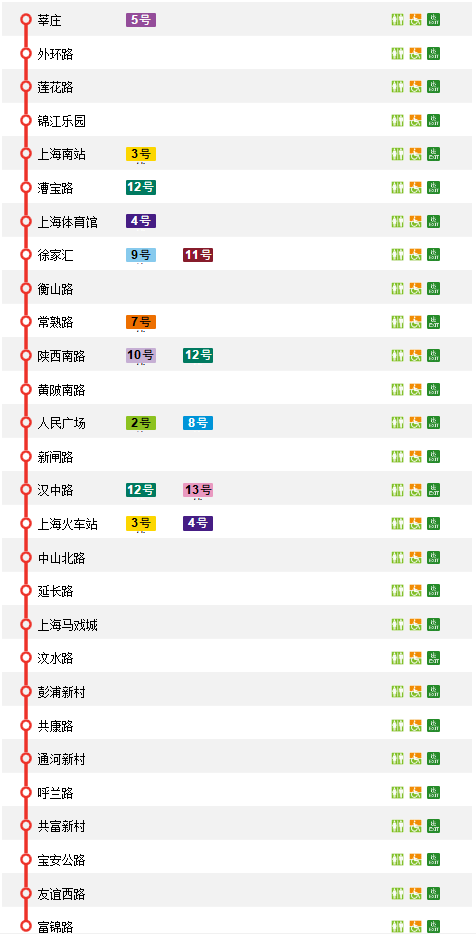 莘庄 5号
外环路
莲花路
锦江乐园
上海南站 3号
漕宝路 12号
上海体育馆 4号
徐家汇 9号 11号
衡山路
常熟路 7号
陕西南路 10号 12号
黄陂南路
人民广场 2号 8号
新闸路
汉中路 12号 13号
上海火车站 3号 4号
中山北路
延长路
上海马戏城
汶水路
彭浦新村
共康路
通河新村
呼兰路
共富新村
宝安公路
友谊西路
富锦路